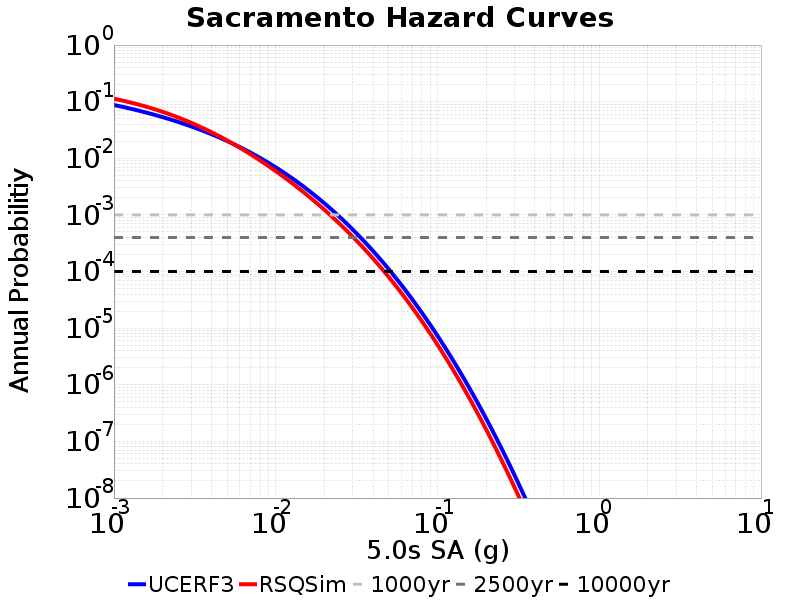 Sacramento Hazard Curves
Annual Probabilitiy
10^0
10^-1
10^-2
10^-3
10^-4
10^-5
10^-6
10^-7
10^-8
10^-3 10^-2 10^-1 10^0 10^1
5.0s SA (g)
UCERF3 RSQSim 1000yr 2500yr 10000yr